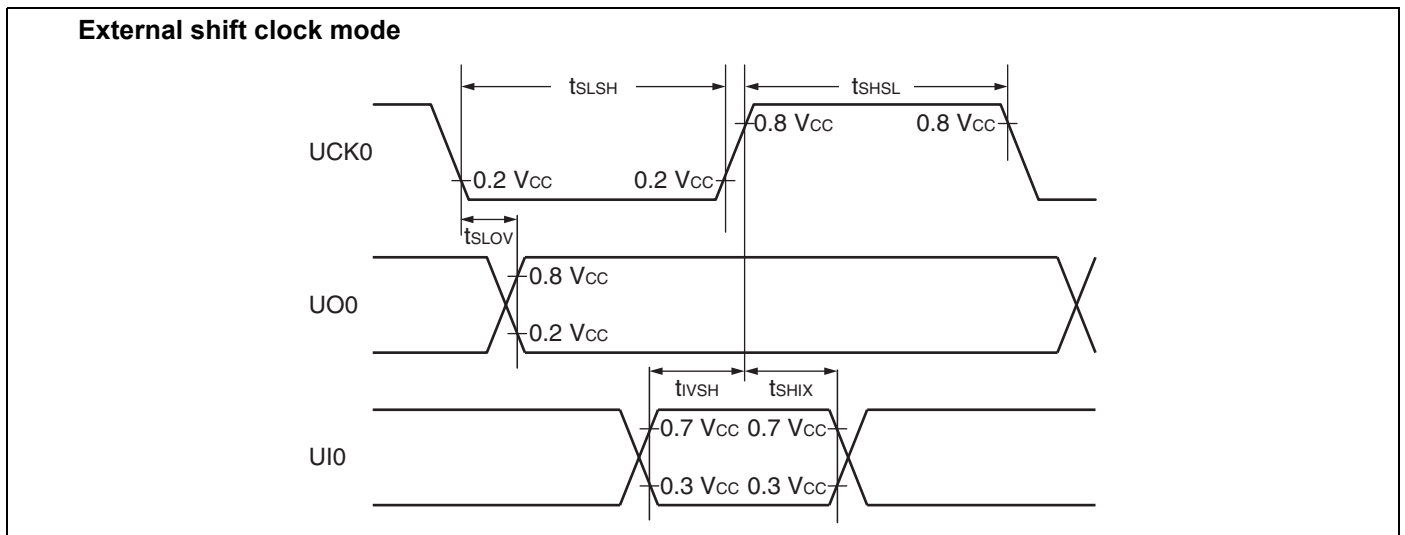 External shift clock mode
tSLSH tSHSL
0.8 VCC 0.8 VCC
UCK0
0.2 VCC 0.2 VCC
tSLOV
0.8 VCC
UO0
0.2 VCC
tIVSH tSHIX
0.7 VCC 0.7 VCC
UI0
0.3 VCC 0.3 VCC